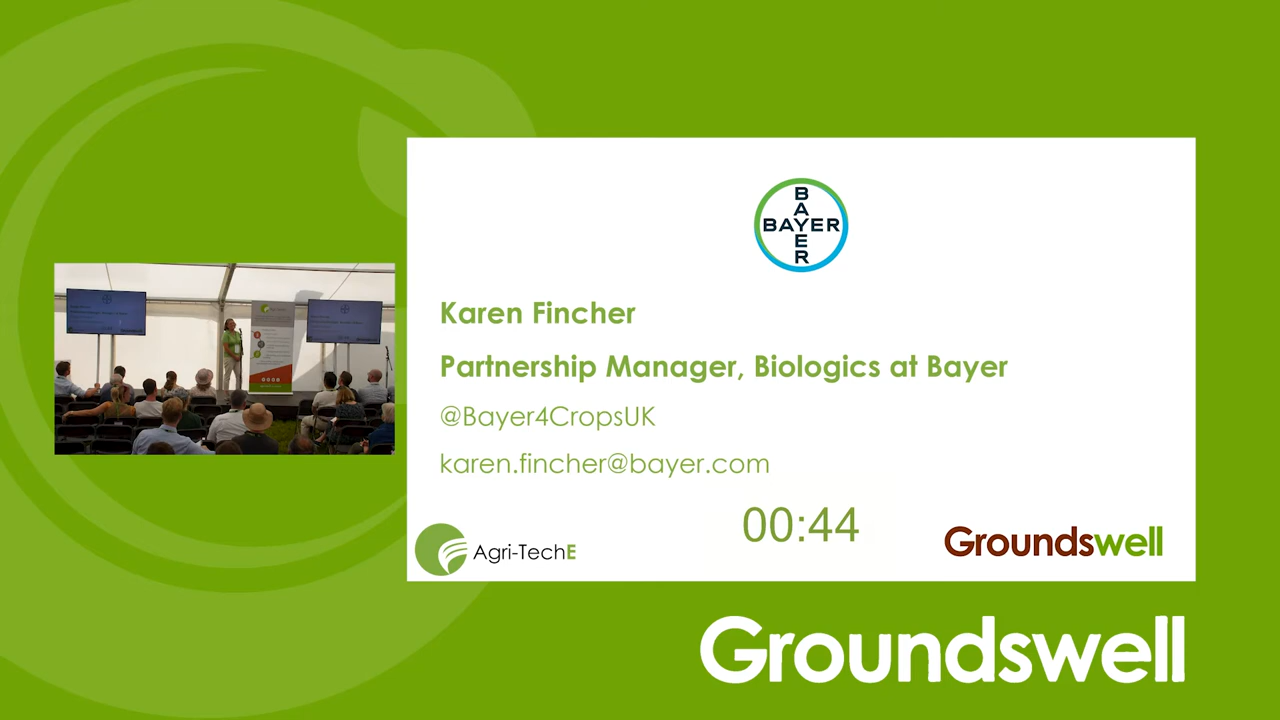 BAYER
BAYER
Karen Fincher
Partnership Manager, Biologics at Bayer
@Bayer4CropsUK
karen.fincher@bayer.com
00:44
Agri-TechE
Groundswell
Groundswell